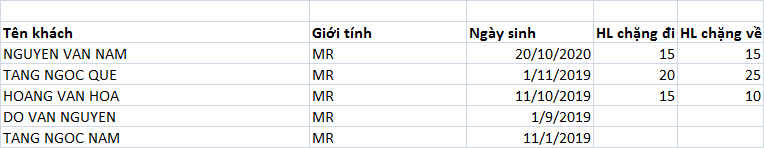 Tên khách Giới tính Ngày sinh HL chặng đi HL chặng về
NGUYEN VAN NAM MR 20/10/2020 15 15
TANG NGOC QUE MR 1/11/2019 20 25
HOANG VAN HOA MR 11/10/2019 15 10
DO VAN NGUYEN MR 1/9/2019
TANG NGOC NAM MR 11/1/2019